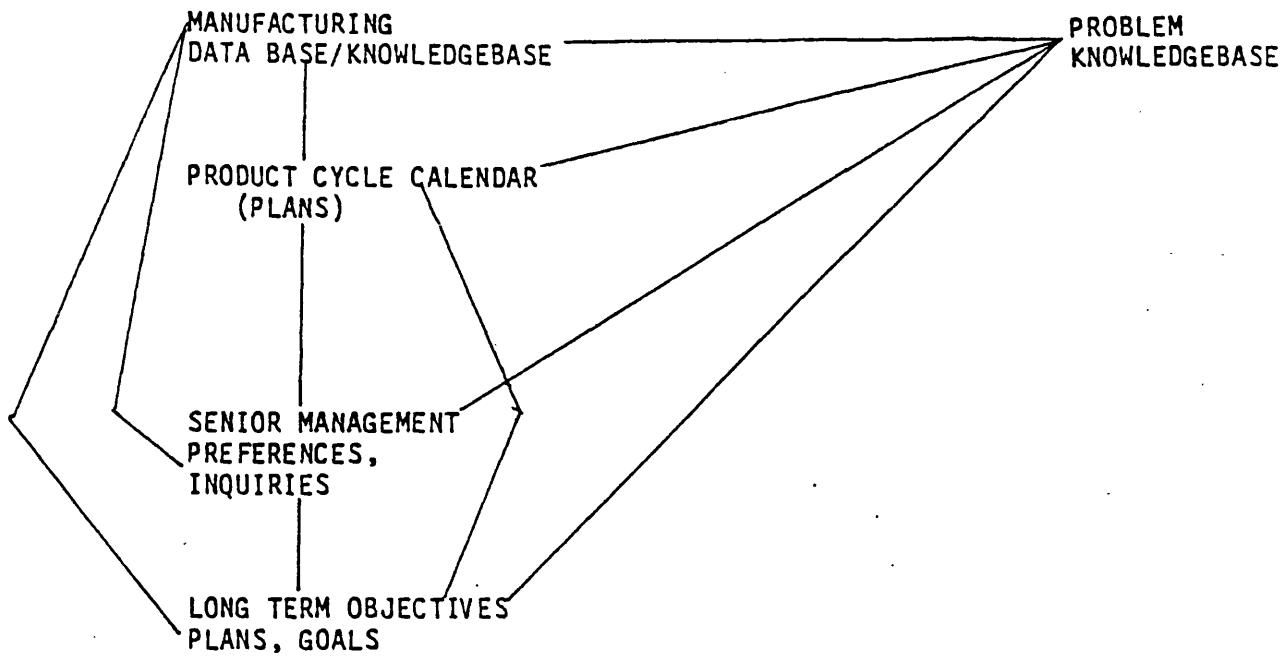 MANUFACTURING
DATA BASE/KNOWLEDGEBASE
PROBLEM
KNOWLEDGEBASE
PRODUCT CYCLE CALENDAR
(PLANS)
SENIOR MANAGEMENT
PREFERENCES,
INQUIRIES
LONG TERM OBJECTIVES
PLANS, GOALS